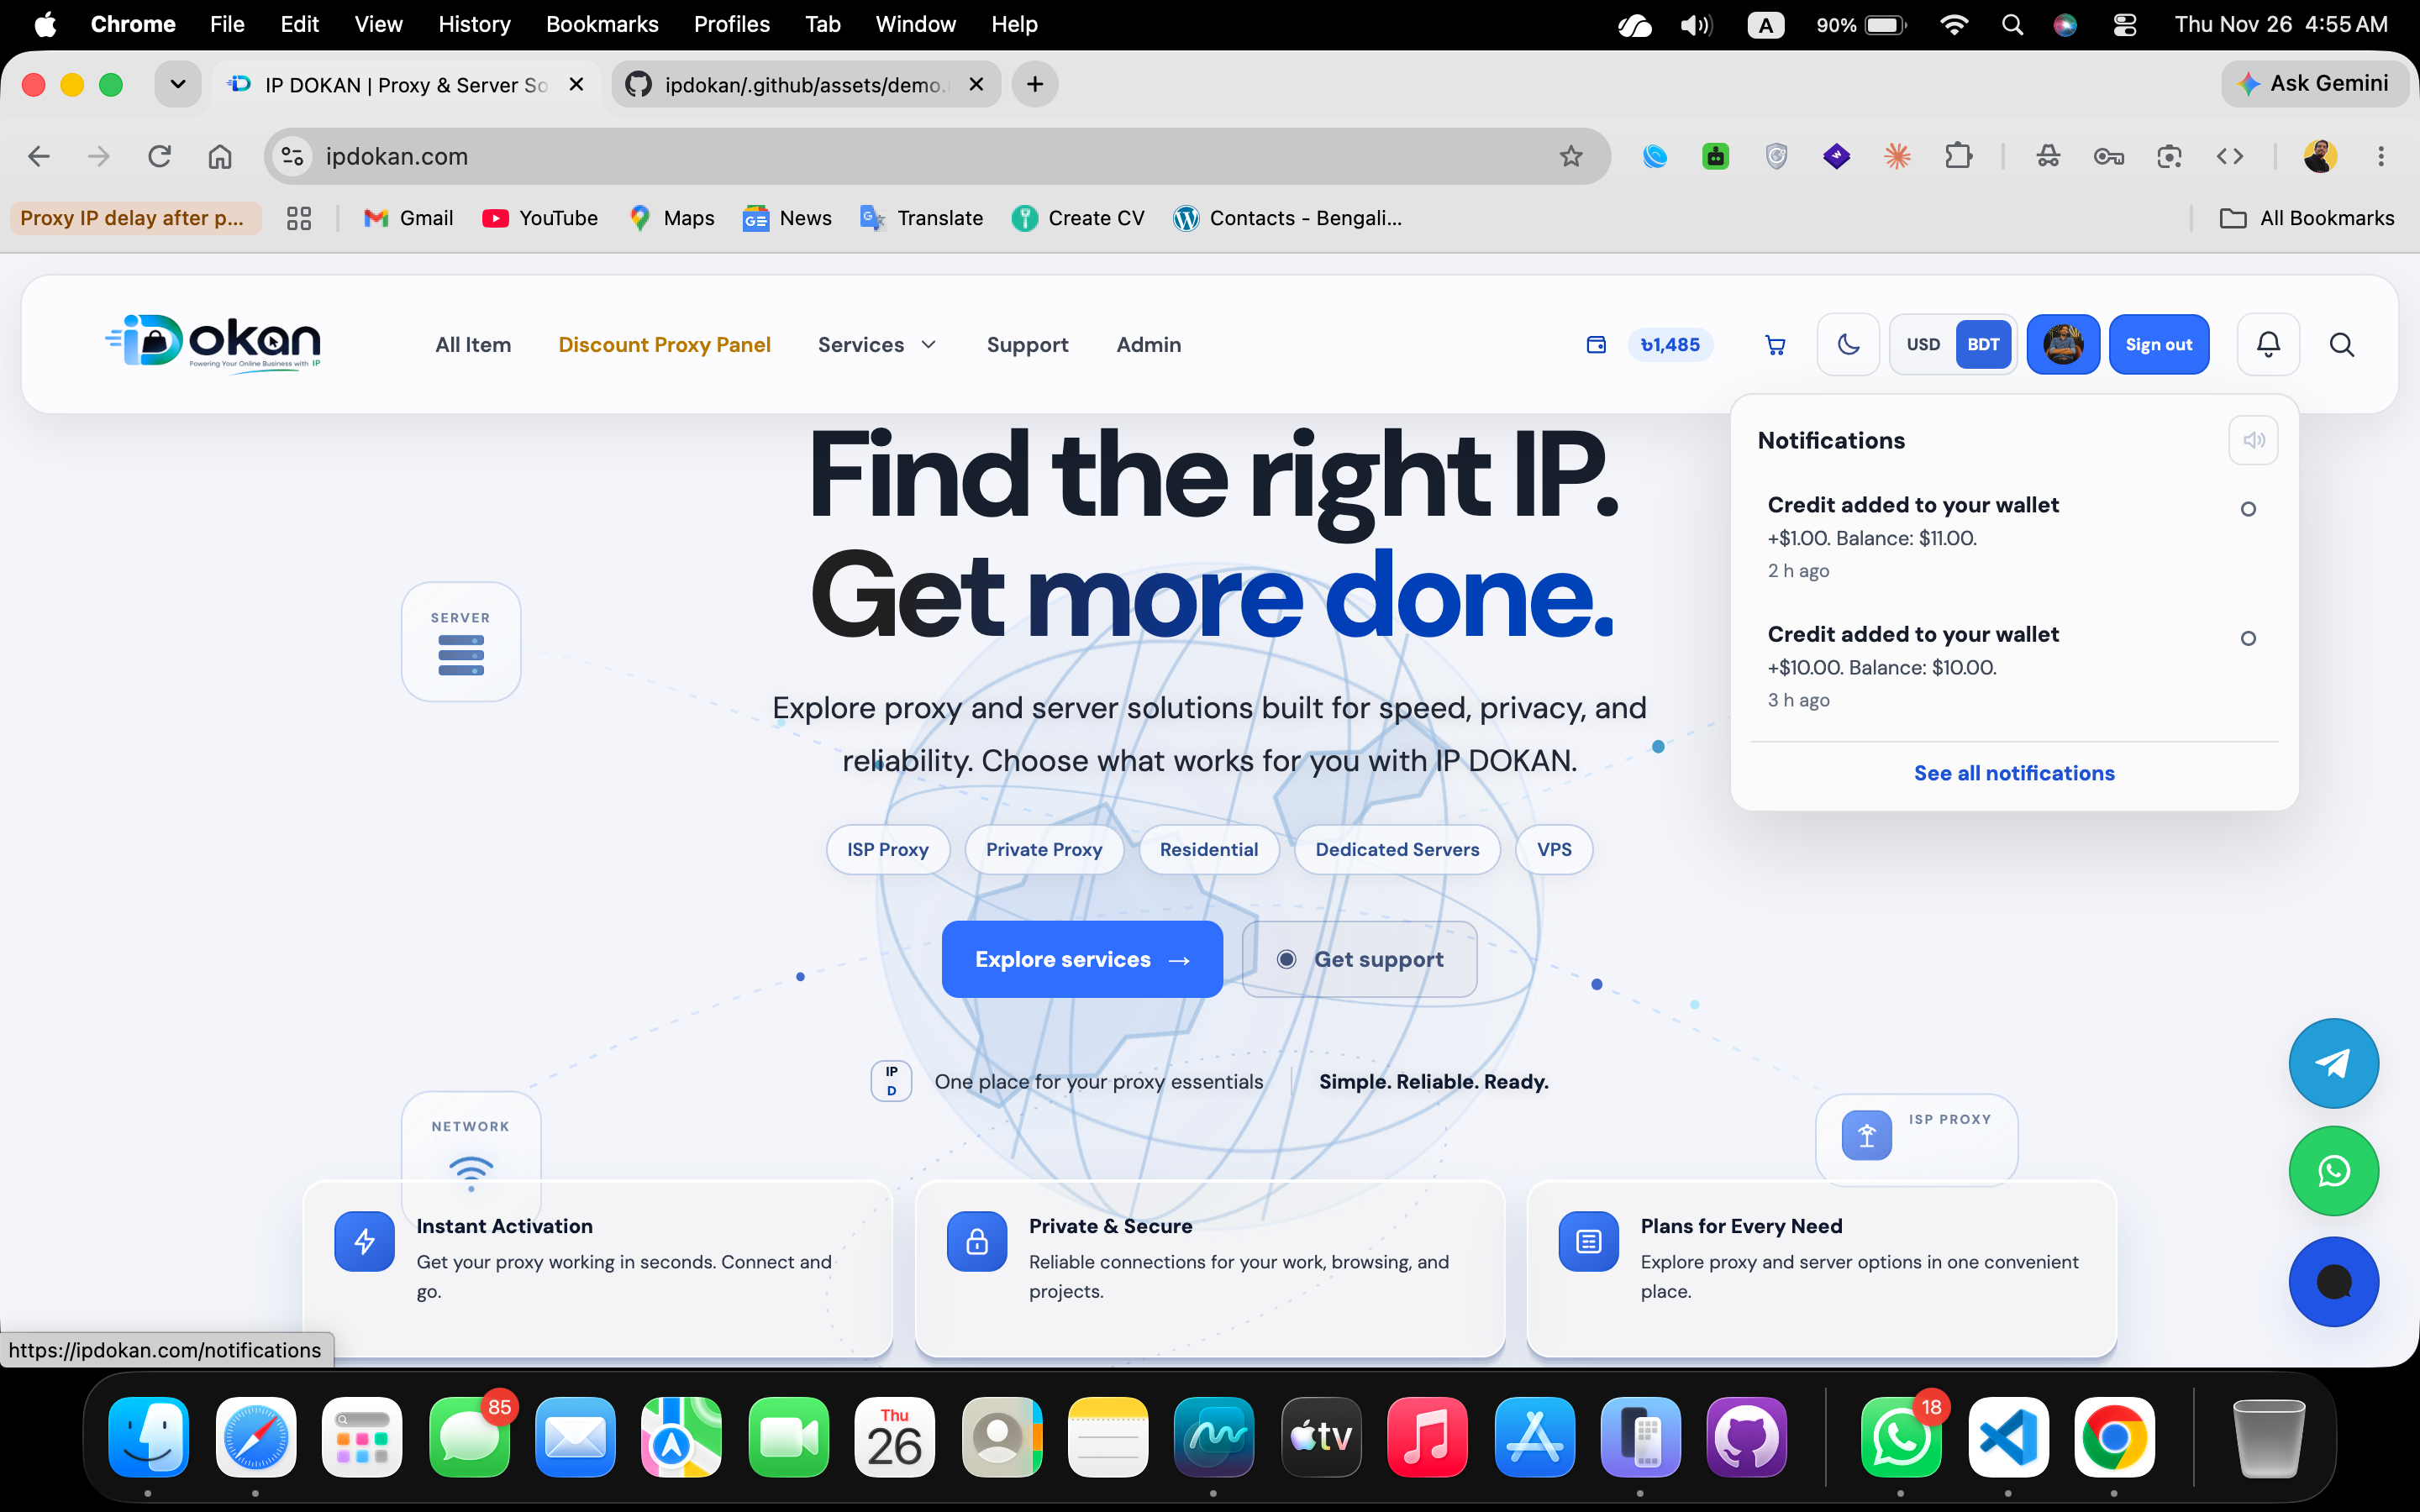 Chrome File Edit View History Bookmarks Profiles Tab Window Help
A 90% Thu Nov 26 4:55 AM
IP DOKAN | Proxy & Server So
ipdokan/.github/assets/demo.
Ask Gemini
ipdokan.com
Proxy IP delay after p...
Gmail
YouTube
Maps
News
Translate
Create CV
Contacts - Bengali...
All Bookmarks
iDokan
Powering Your Online Business with IP
All Item
Discount Proxy Panel
Services
Support
Admin
৳1,485
USD
BDT
Sign out
Find the right IP.
Get more done.
Explore proxy and server solutions built for speed, privacy, and
reliability. Choose what works for you with IP DOKAN.
ISP Proxy
Private Proxy
Residential
Dedicated Servers
VPS
Explore services →
Get support
IP
D
One place for your proxy essentials
Simple. Reliable. Ready.
SERVER
NETWORK
ISP PROXY
Notifications
Credit added to your wallet
+$1.00. Balance: $11.00.
2 h ago
Credit added to your wallet
+$10.00. Balance: $10.00.
3 h ago
See all notifications
Instant Activation
Get your proxy working in seconds. Connect and
go.
Private & Secure
Reliable connections for your work, browsing, and
projects.
Plans for Every Need
Explore proxy and server options in one convenient
place.
https://ipdokan.com/notifications
85
Thu
26
tv
18